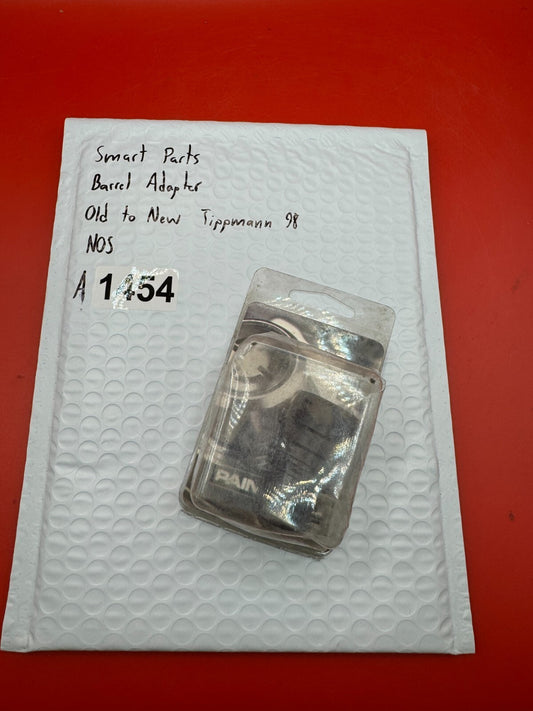 Smart Parts
Barrel Adapter
Old to New Tippmann 98
NOS
A 1454
PAIN